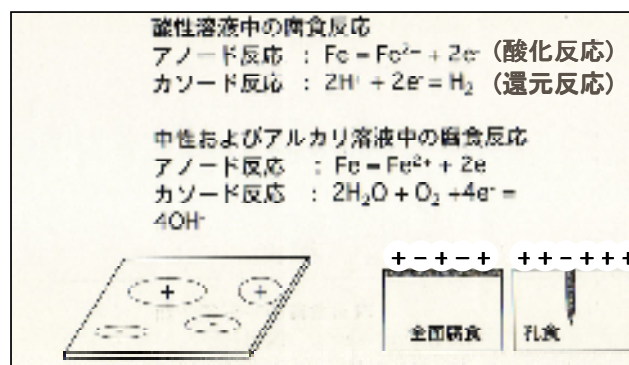 酸性溶液中の腐食反応
アノード反応 : Fe = Fe²⁺ + 2e⁻ (酸化反応)
カソード反応 : 2H⁺ + 2e⁻ = H₂ (還元反応)
中性およびアルカリ溶液中の腐食反応
アノード反応 : Fe = Fe²⁺ + 2e
カソード反応 : 2H₂O + O₂ +4e⁻ =
4OH⁻
+ - + - + + + - + + +
+ +
- -
全面腐食 孔食